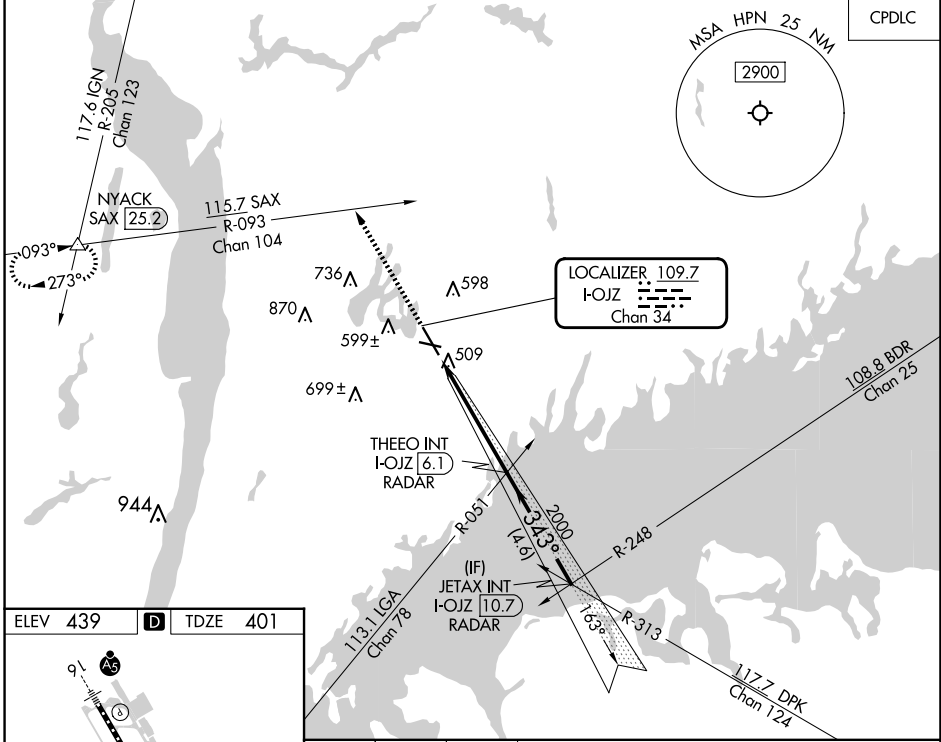 CPDLC
MSA HPN 25 NM
2900
117.6 IGN
R-205
Chan 123
NYACK
SAX 25.2
115.7 SAX
R-093
Chan 104
093°
273°
736
598
870
599±
509
699±
LOCALIZER 109.7
I-OJZ
Chan 34
108.8 BDR
Chan 25
THEEO INT
I-OJZ 6.1
RADAR
944
R-051
2000
343°
(4.6)
R-248
(IF)
JETAX INT
I-OJZ 10.7
RADAR
113.1 LGA
Chan 78
163°
R-313
117.7 DPK
Chan 124
ELEV 439
D
TDZE 401
16
A5
P